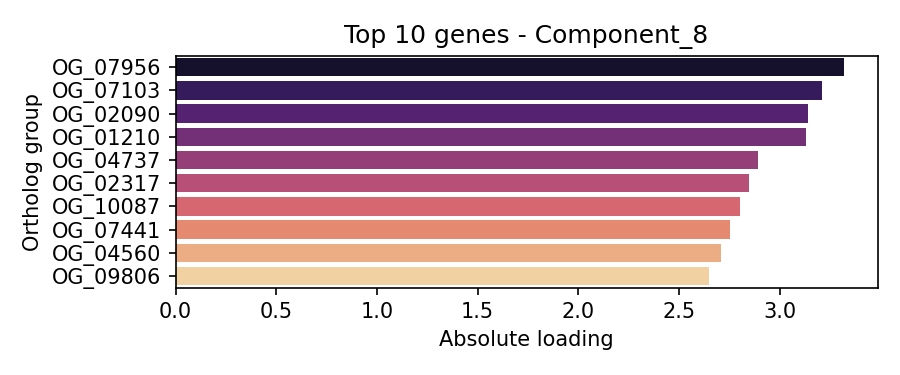 Top 10 genes - Component_8
Ortholog group
OG_07956
OG_07103
OG_02090
OG_01210
OG_04737
OG_02317
OG_10087
OG_07441
OG_04560
OG_09806
0.0 0.5 1.0 1.5 2.0 2.5 3.0
Absolute loading